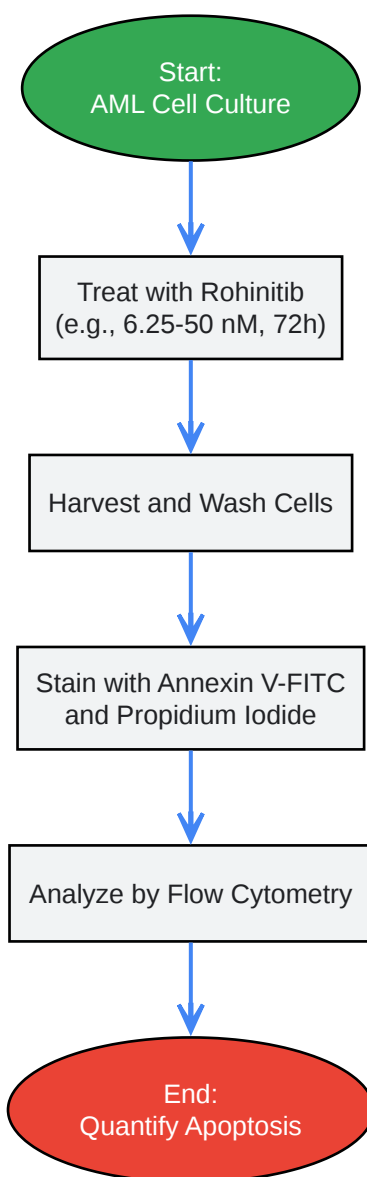 Start:
AML Cell Culture
Treat with Rohinitib
(e.g., 6.25-50 nM, 72h)
Harvest and Wash Cells
Stain with Annexin V-FITC
and Propidium Iodide
Analyze by Flow Cytometry
End:
Quantify Apoptosis